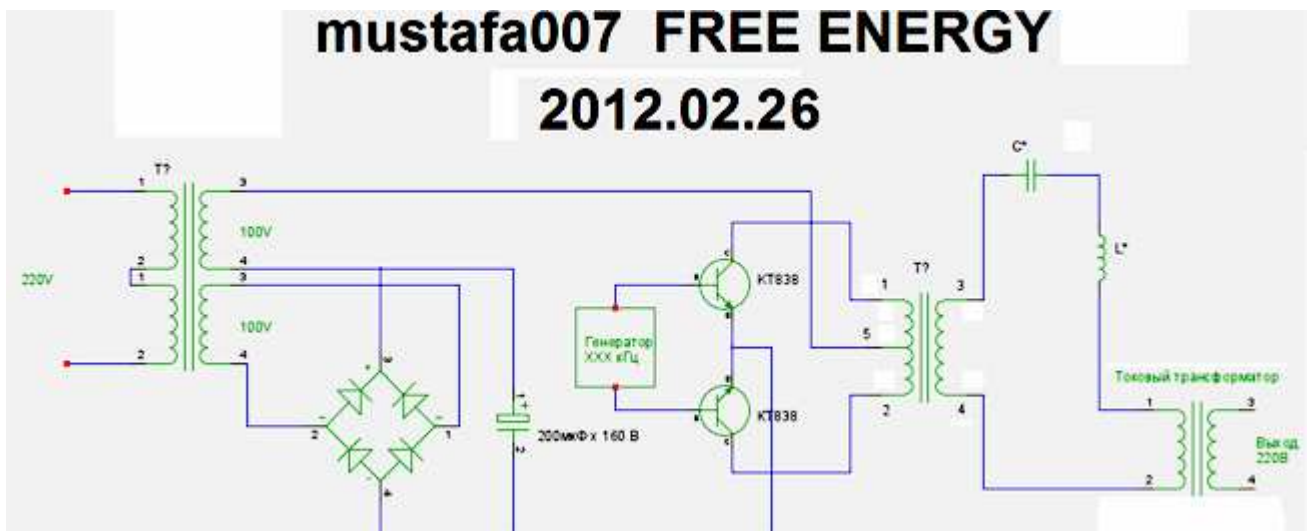 mustafa007 FREE ENERGY
2012.02.26
C*
T?
1
3
100V
L*
4
2
KT838
T?
220V
1
3
1
3
5
Генератор
XXX кГц
100V
Токовый трансформатор
2
4
2
4
1
3
KT838
2
1
200мкФ x 160 В
Выход
220В
2
4